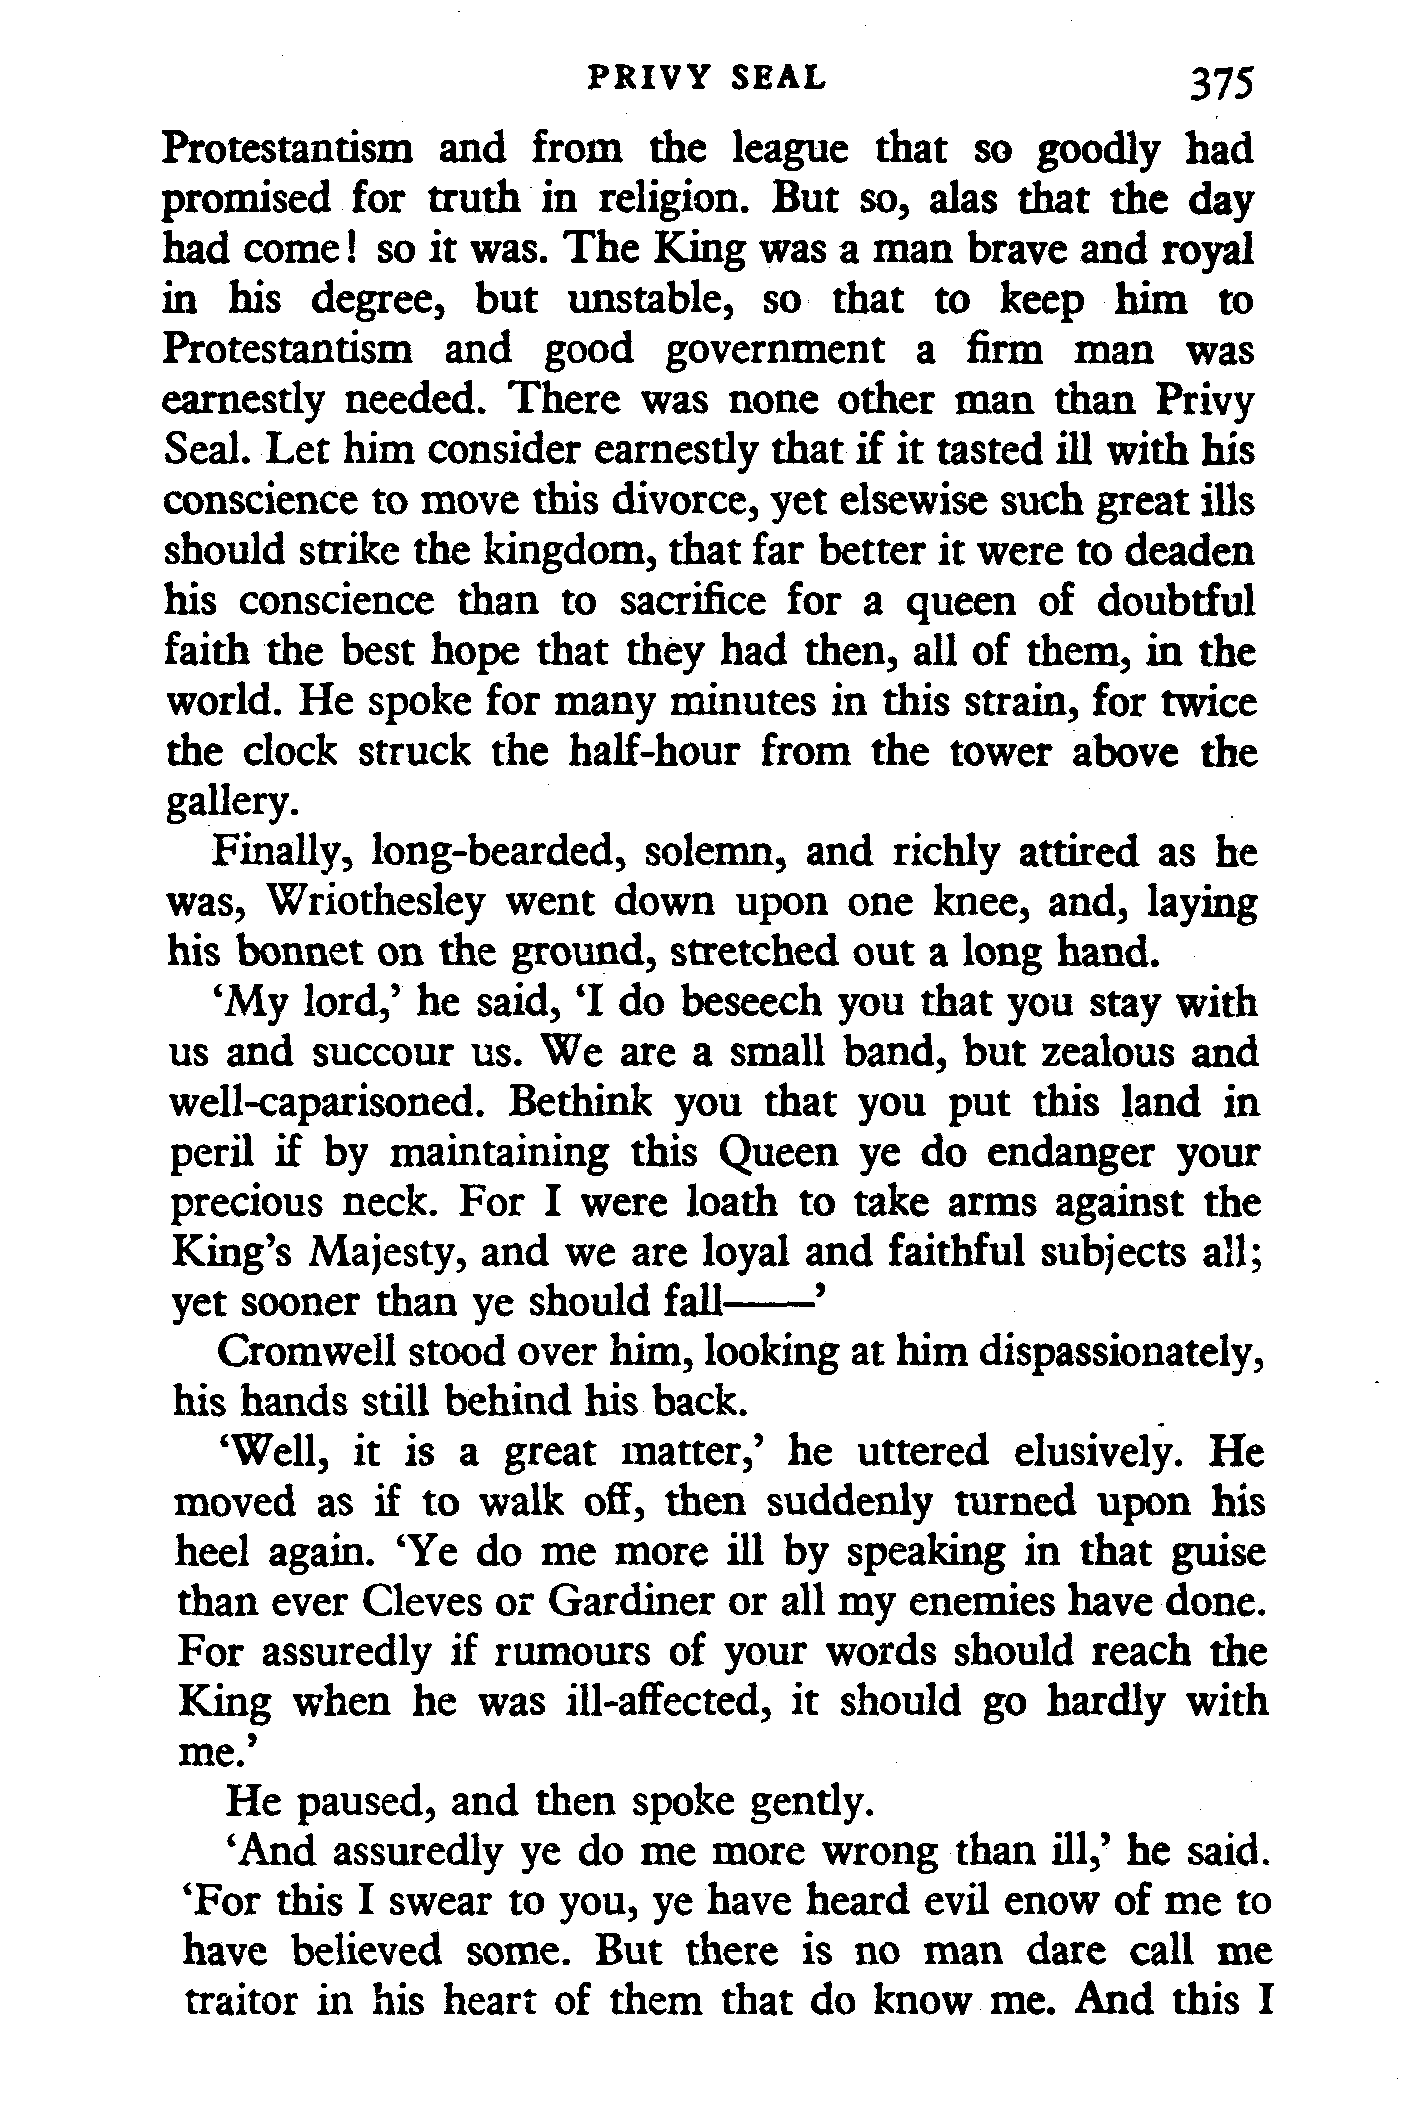 PRIVY SEAL 375
Protestantism and from the league that so goodly had
promised for truth in religion. But so, alas that the day
had come! so it was. The King was a man brave and royal
in his degree, but unstable, so that to keep him to
Protestantism and good government a firm man was
earnestly needed. There was none other man than Privy
Seal. Let him consider earnestly that if it tasted ill with his
conscience to move this divorce, yet elsewise such great ills
should strike the kingdom, that far better it were to deaden
his conscience than to sacrifice for a queen of doubtful
faith the best hope that they had then, all of them, in the
world. He spoke for many minutes in this strain, for twice
the clock struck the half-hour from the tower above the
gallery.
Finally, long-bearded, solemn, and richly attired as he
was, Wriothesley went down upon one knee, and, laying
his bonnet on the ground, stretched out a long hand.
‘My lord,’ he said, ‘I do beseech you that you stay with
us and succour us. We are a small band, but zealous and
well-caparisoned. Bethink you that you put this land in
peril if by maintaining this Queen ye do endanger your
precious neck. For I were loath to take arms against the
King’s Majesty, and we are loyal and faithful subjects all;
yet sooner than ye should fall——’
Cromwell stood over him, looking at him dispassionately,
his hands still behind his back.
‘Well, it is a great matter,’ he uttered elusively. He
moved as if to walk off, then suddenly turned upon his
heel again. ‘Ye do me more ill by speaking in that guise
than ever Cleves or Gardiner or all my enemies have done.
For assuredly if rumours of your words should reach the
King when he was ill-affected, it should go hardly with
me.’
He paused, and then spoke gently.
‘And assuredly ye do me more wrong than ill,’ he said.
‘For this I swear to you, ye have heard evil enow of me to
have believed some. But there is no man dare call me
traitor in his heart of them that do know me. And this I